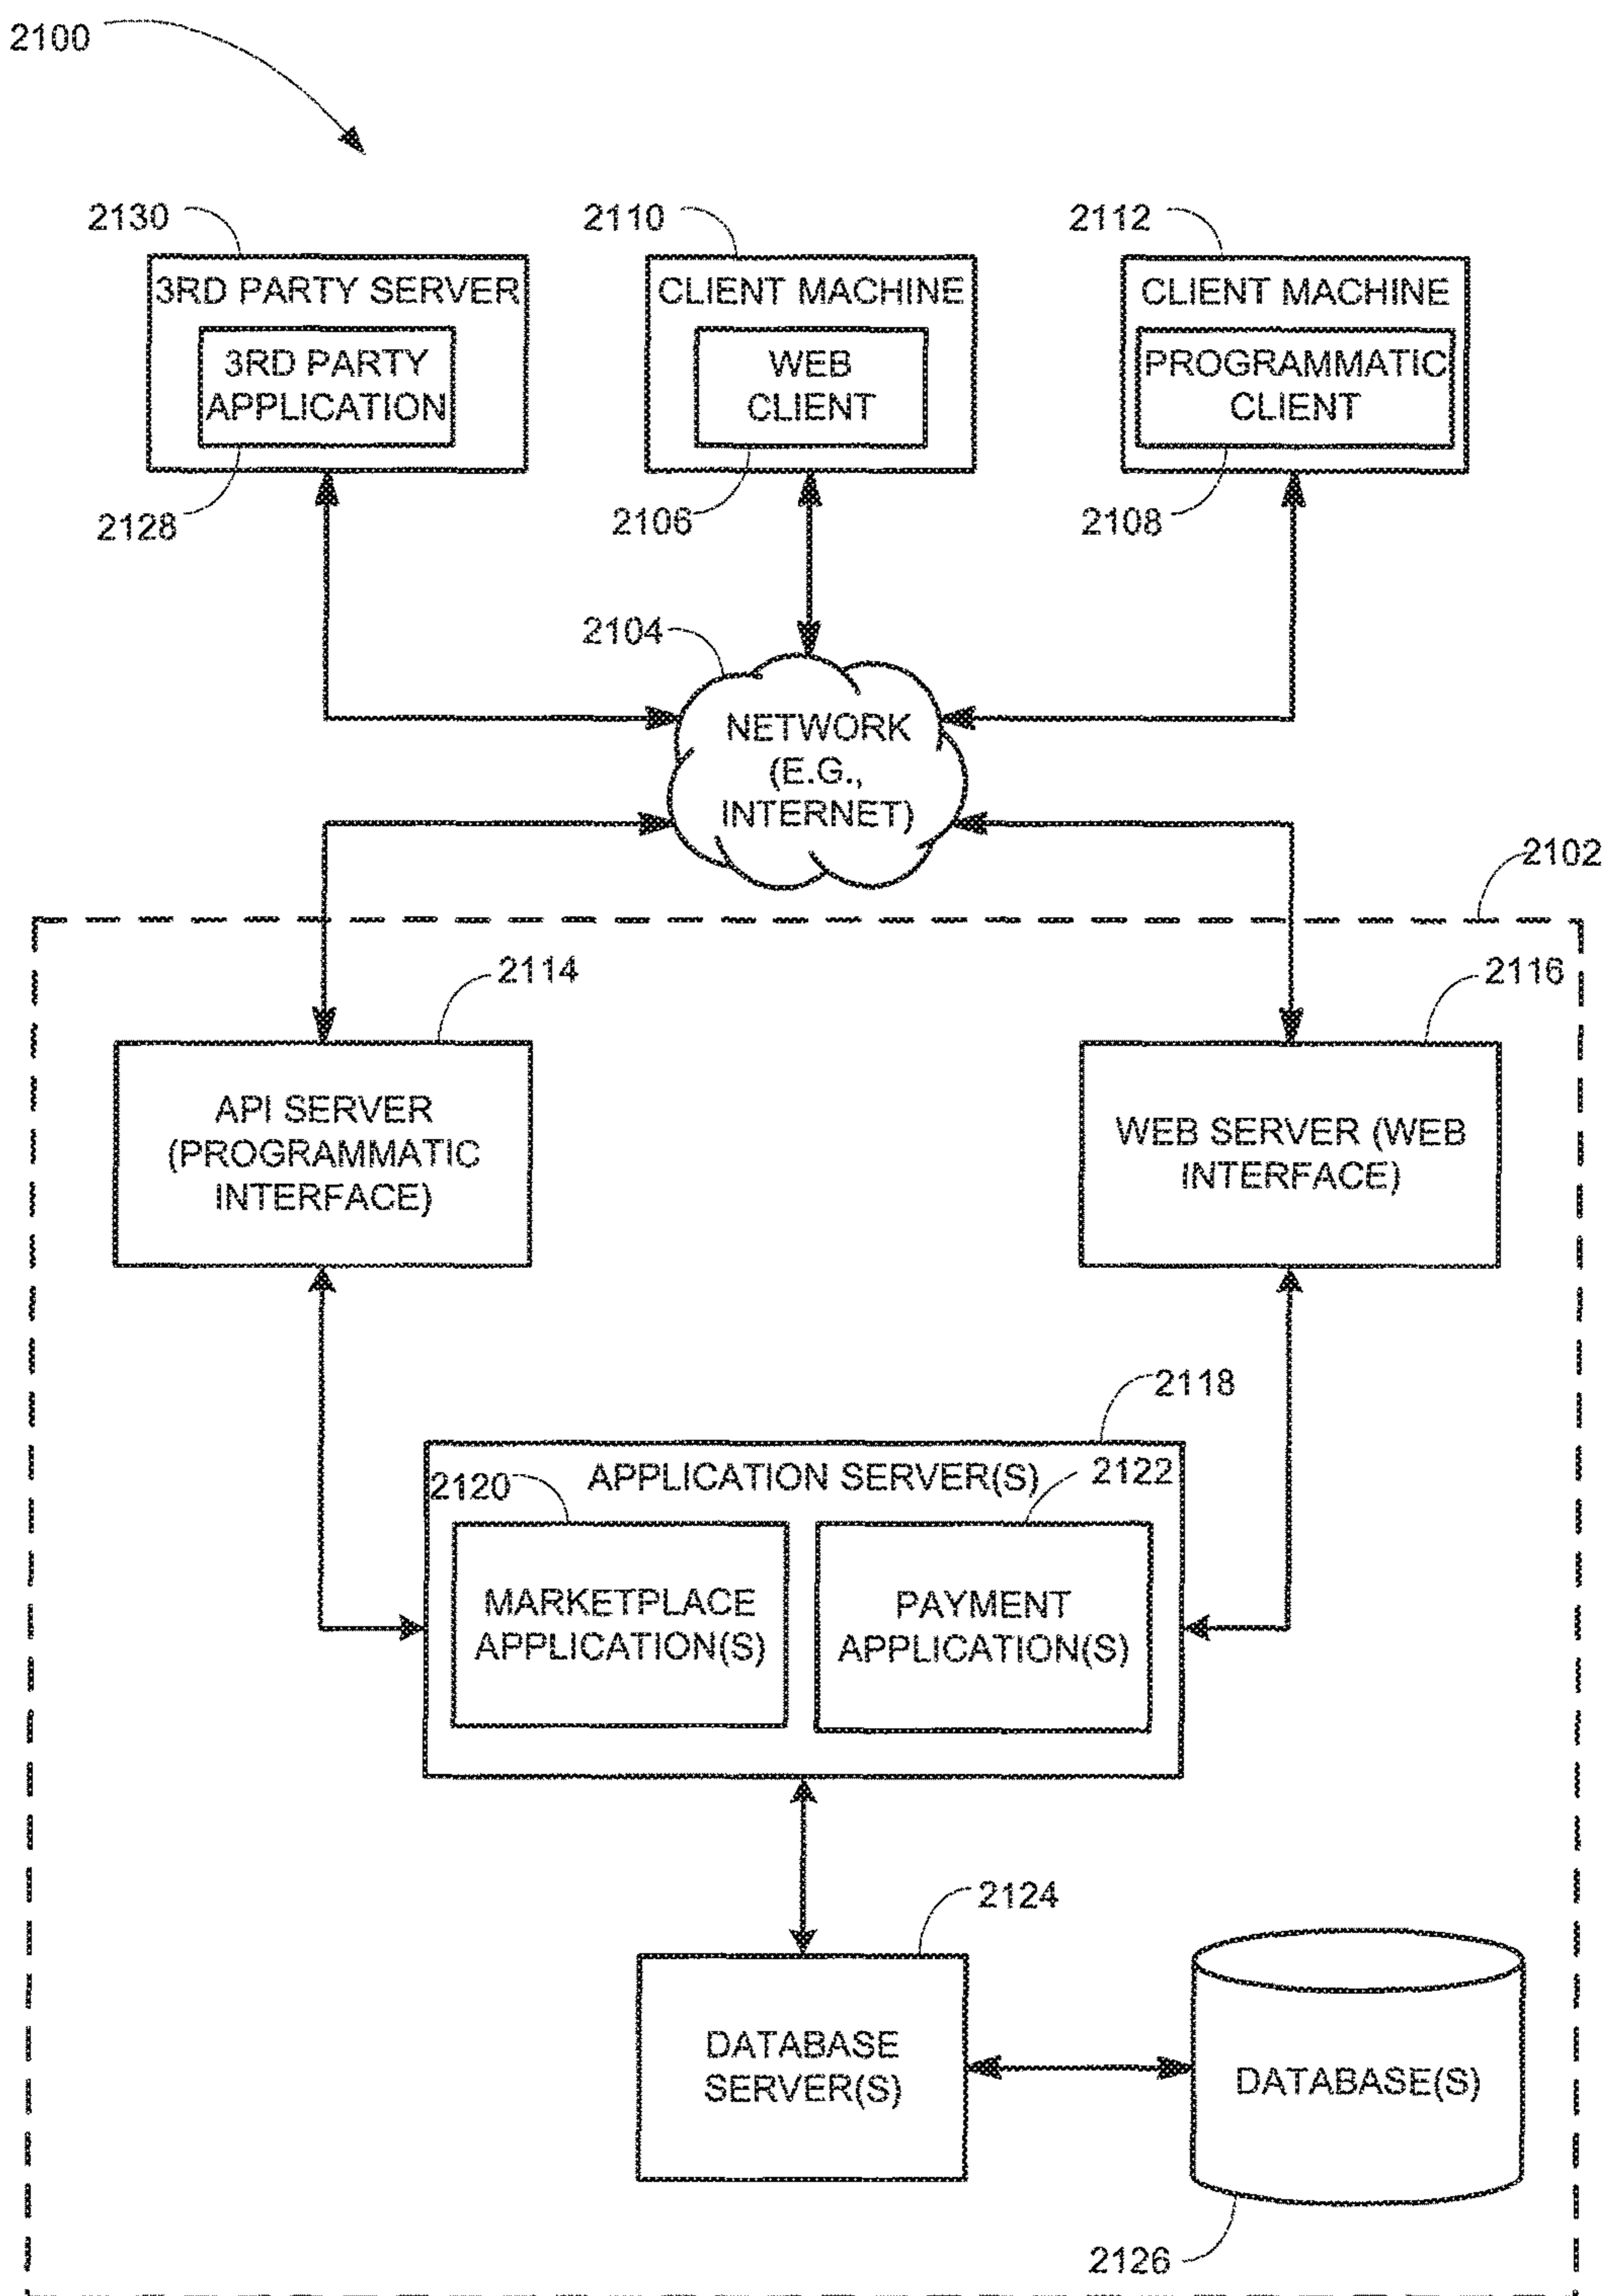 2100
2130
2110
2112
3RD PARTY SERVER
CLIENT MACHINE
CLIENT MACHINE
3RD PARTY
APPLICATION
WEB
CLIENT
PROGRAMMATIC
CLIENT
2128
2106
2108
2104
NETWORK
(E.G.,
INTERNET)
2102
2114
2116
API SERVER
(PROGRAMMATIC
INTERFACE)
WEB SERVER (WEB
INTERFACE)
2118
APPLICATION SERVER(S)
2120
2122
MARKETPLACE
APPLICATION(S)
PAYMENT
APPLICATION(S)
2124
DATABASE
SERVER(S)
DATABASE(S)
2126